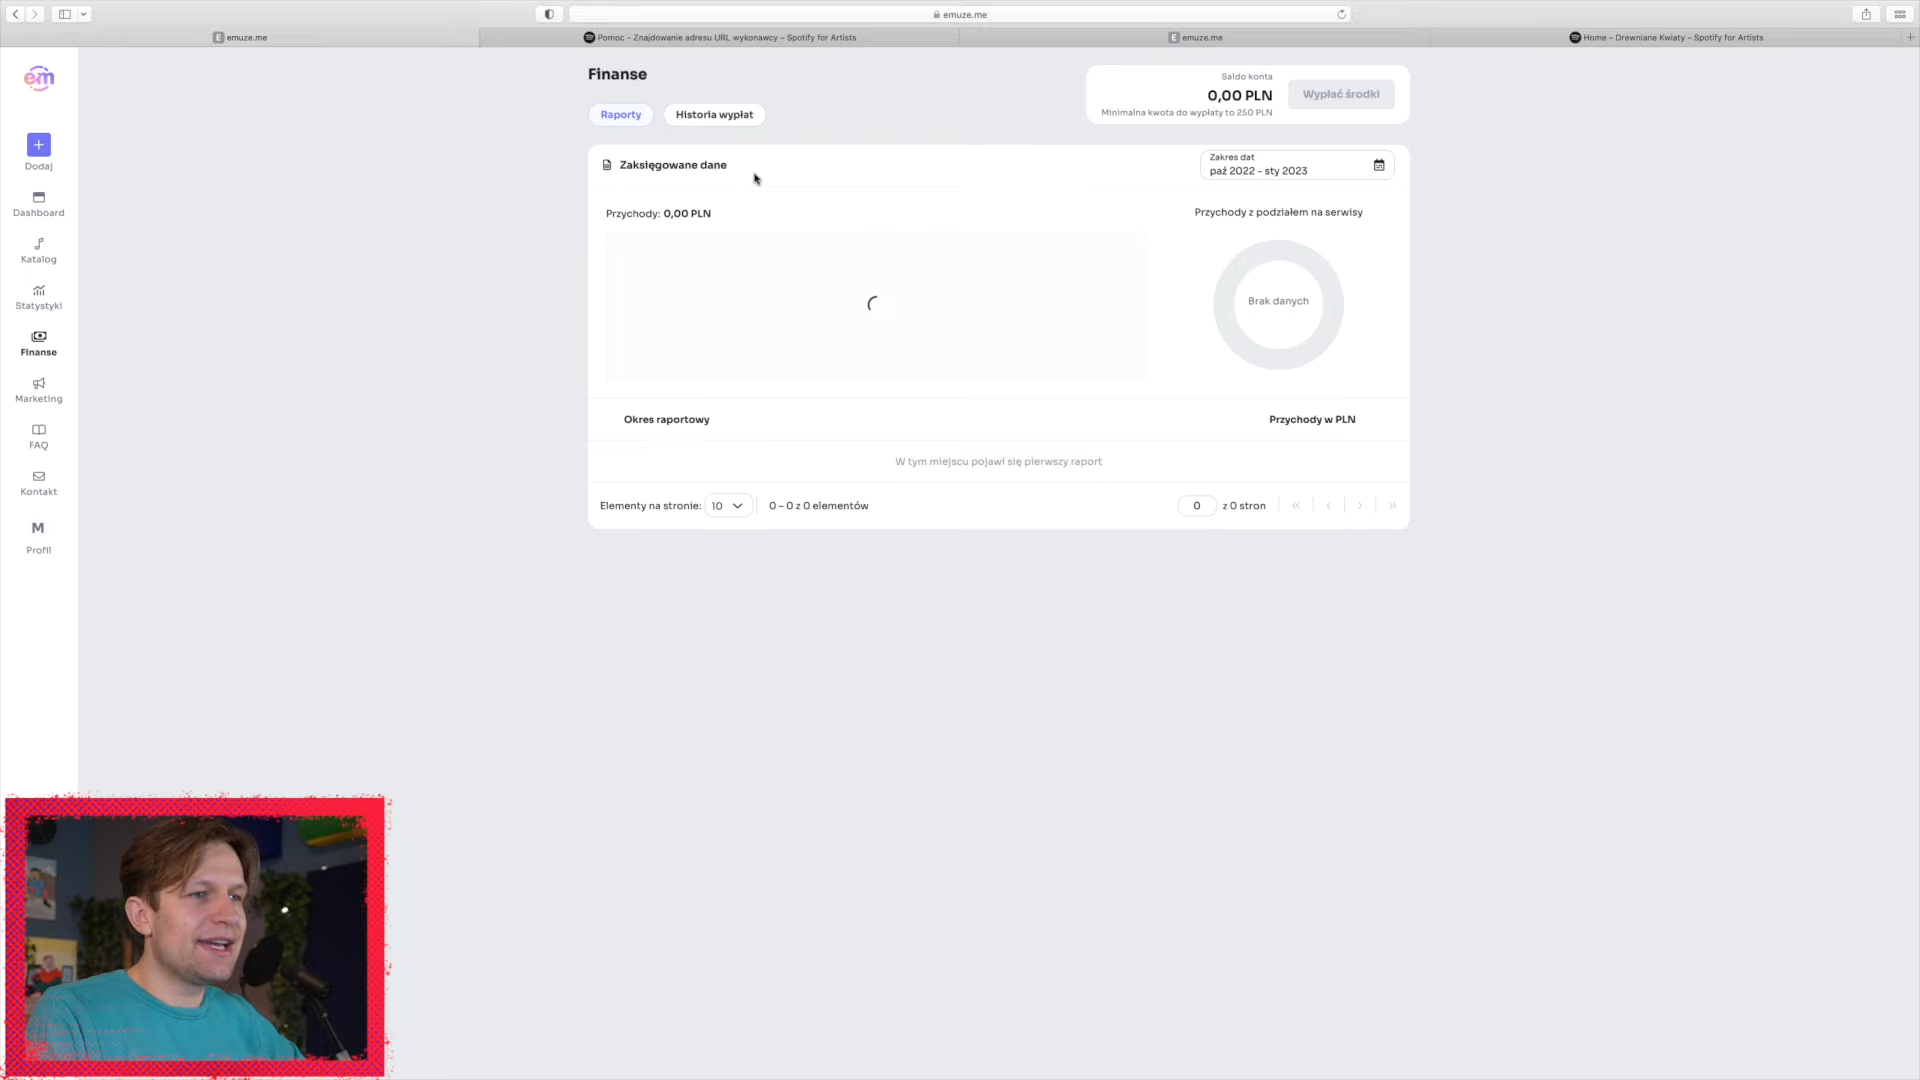 emuze.me
emuze.me
Pomoc – Znajdowanie adresu URL wykonawcy – Spotify for Artists
emuze.me
Home – Drewniane Kwiaty – Spotify for Artists
em
Dodaj
Dashboard
Katalog
Statystyki
Finanse
Marketing
FAQ
Kontakt
M
Profil
Finanse
Raporty
Historia wypłat
Saldo konta
0,00 PLN
Minimalna kwota do wypłaty to 250 PLN
Wypłać środki
Zaksięgowane dane
Zakres dat
paź 2022 - sty 2023
Przychody: 0,00 PLN
Przychody z podziałem na serwisy
Brak danych
Okres raportowy
Przychody w PLN
W tym miejscu pojawi się pierwszy raport
Elementy na stronie: 10
0 – 0 z 0 elementów
0 z 0 stron